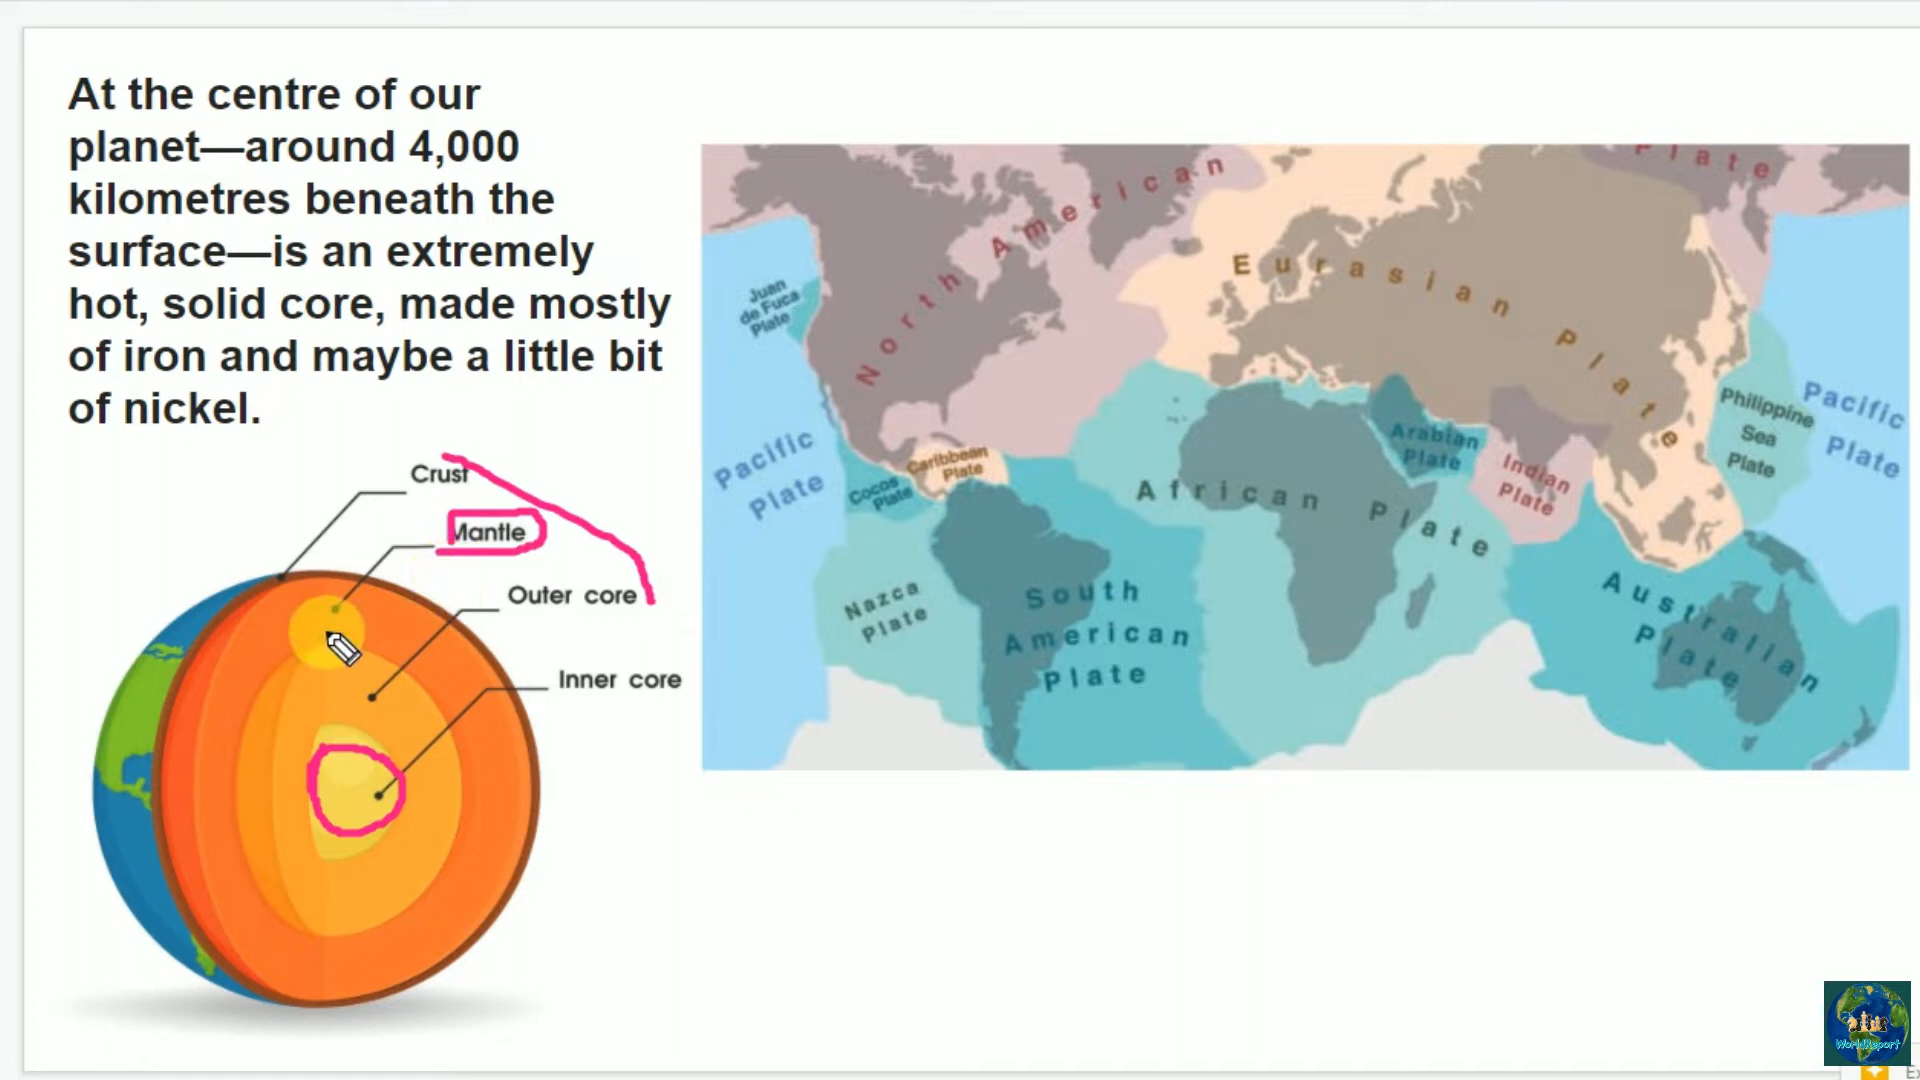 At the centre of our
planet—around 4,000
kilometres beneath the
surface—is an extremely
hot, solid core, made mostly
of iron and maybe a little bit
of nickel.
Crust
Mantle
Outer core
Inner core
Plate
North American
Eurasian Plate
Juan
de Fuca
Plate
Pacific
Plate
Caribbean
Plate
Cocos
Plate
Nazca
Plate
South
American
Plate
African Plate
Arabian
Plate
Indian
Plate
Philippine
Sea
Plate
Pacific
Plate
Australian
Plate
WorldReport